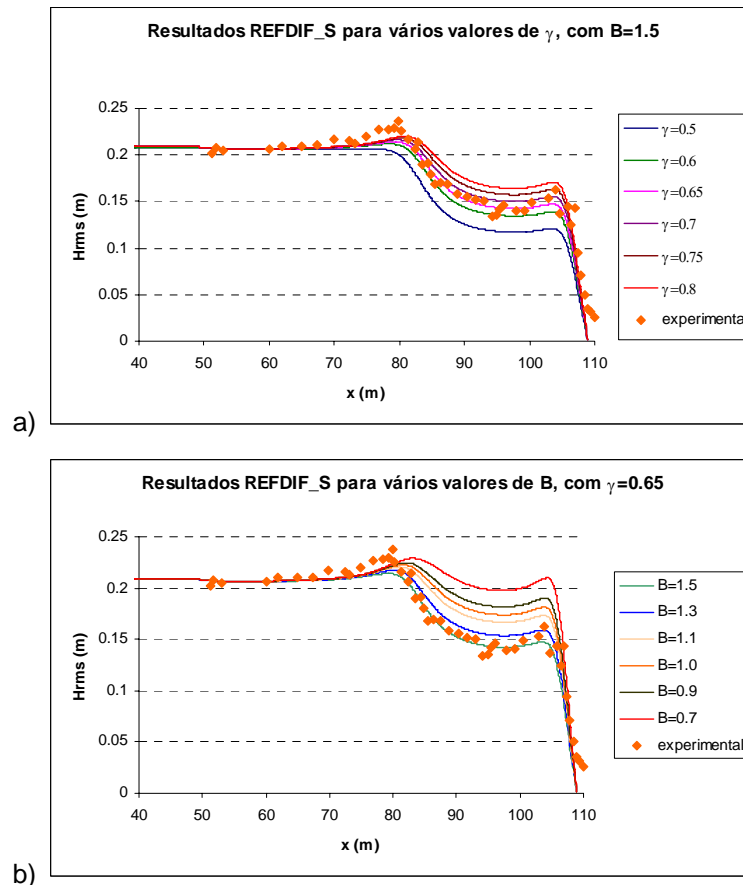 Resultados REFDIF_S para vários valores de γ, com B=1.5
0.25
0.2
0.15
0.1
0.05
0
Hrms (m)
40 50 60 70 80 90 100 110
x (m)
γ=0.5
γ=0.6
γ=0.65
γ=0.7
γ=0.75
γ=0.8
experimental
a)
Resultados REFDIF_S para vários valores de B, com γ=0.65
0.25
0.2
0.15
0.1
0.05
0
Hrms (m)
40 50 60 70 80 90 100 110
x (m)
B=1.5
B=1.3
B=1.1
B=1.0
B=0.9
B=0.7
experimental
b)